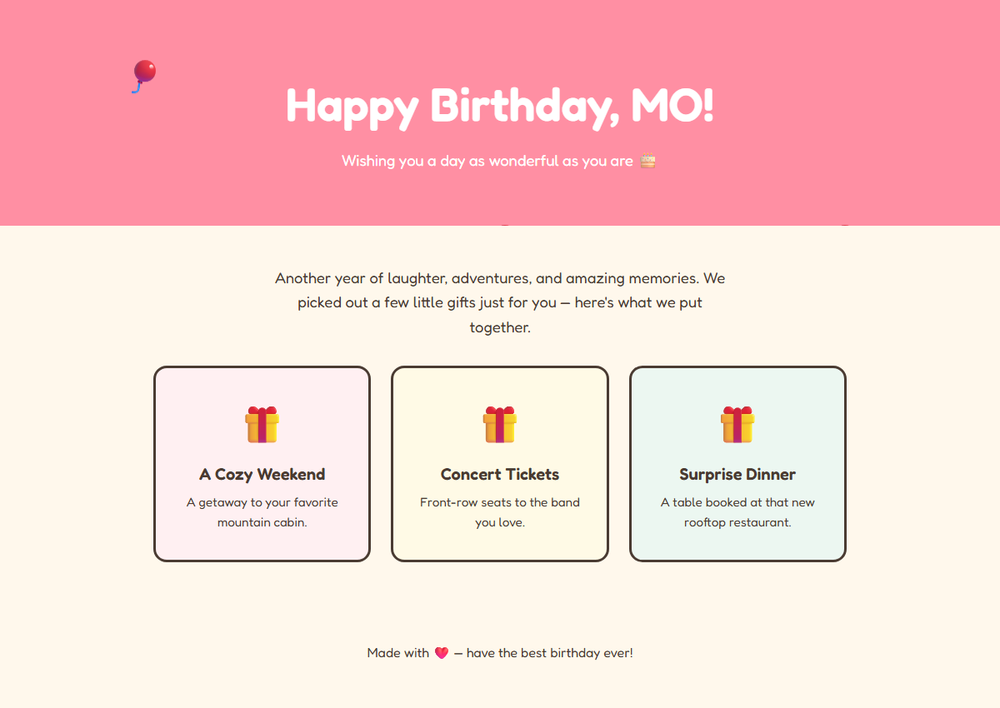 Happy Birthday, MO!
Wishing you a day as wonderful as you are 🎂
Another year of laughter, adventures, and amazing memories. We
picked out a few little gifts just for you — here's what we put
together.
A Cozy Weekend
A getaway to your favorite
mountain cabin.
Concert Tickets
Front-row seats to the band
you love.
Surprise Dinner
A table booked at that new
rooftop restaurant.
Made with ❤️ — have the best birthday ever!